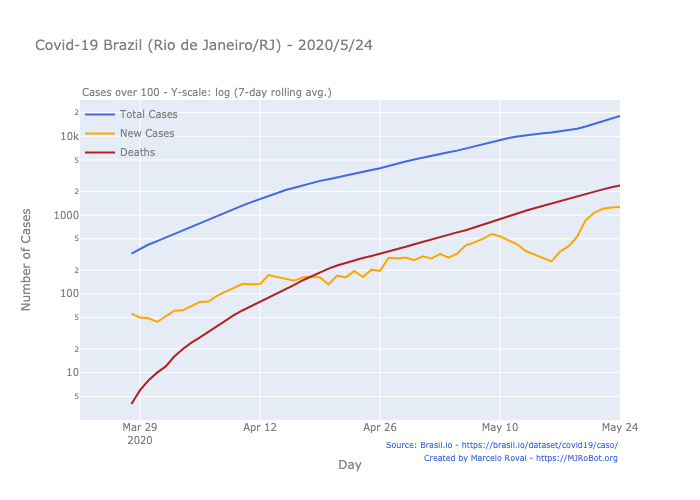 Covid-19 Brazil (Rio de Janeiro/RJ) - 2020/5/24
Cases over 100 - Y-scale: log (7-day rolling avg.)
Total Cases
New Cases
Deaths
2
10k
5
2
1000
5
2
100
5
2
10
5
Number of Cases
Mar 29
2020
Apr 12
Apr 26
May 10
May 24
Day
Source: Brasil.io - https://brasil.io/dataset/covid19/caso/
Created by Marcelo Rovai - https://MJRoBot.org